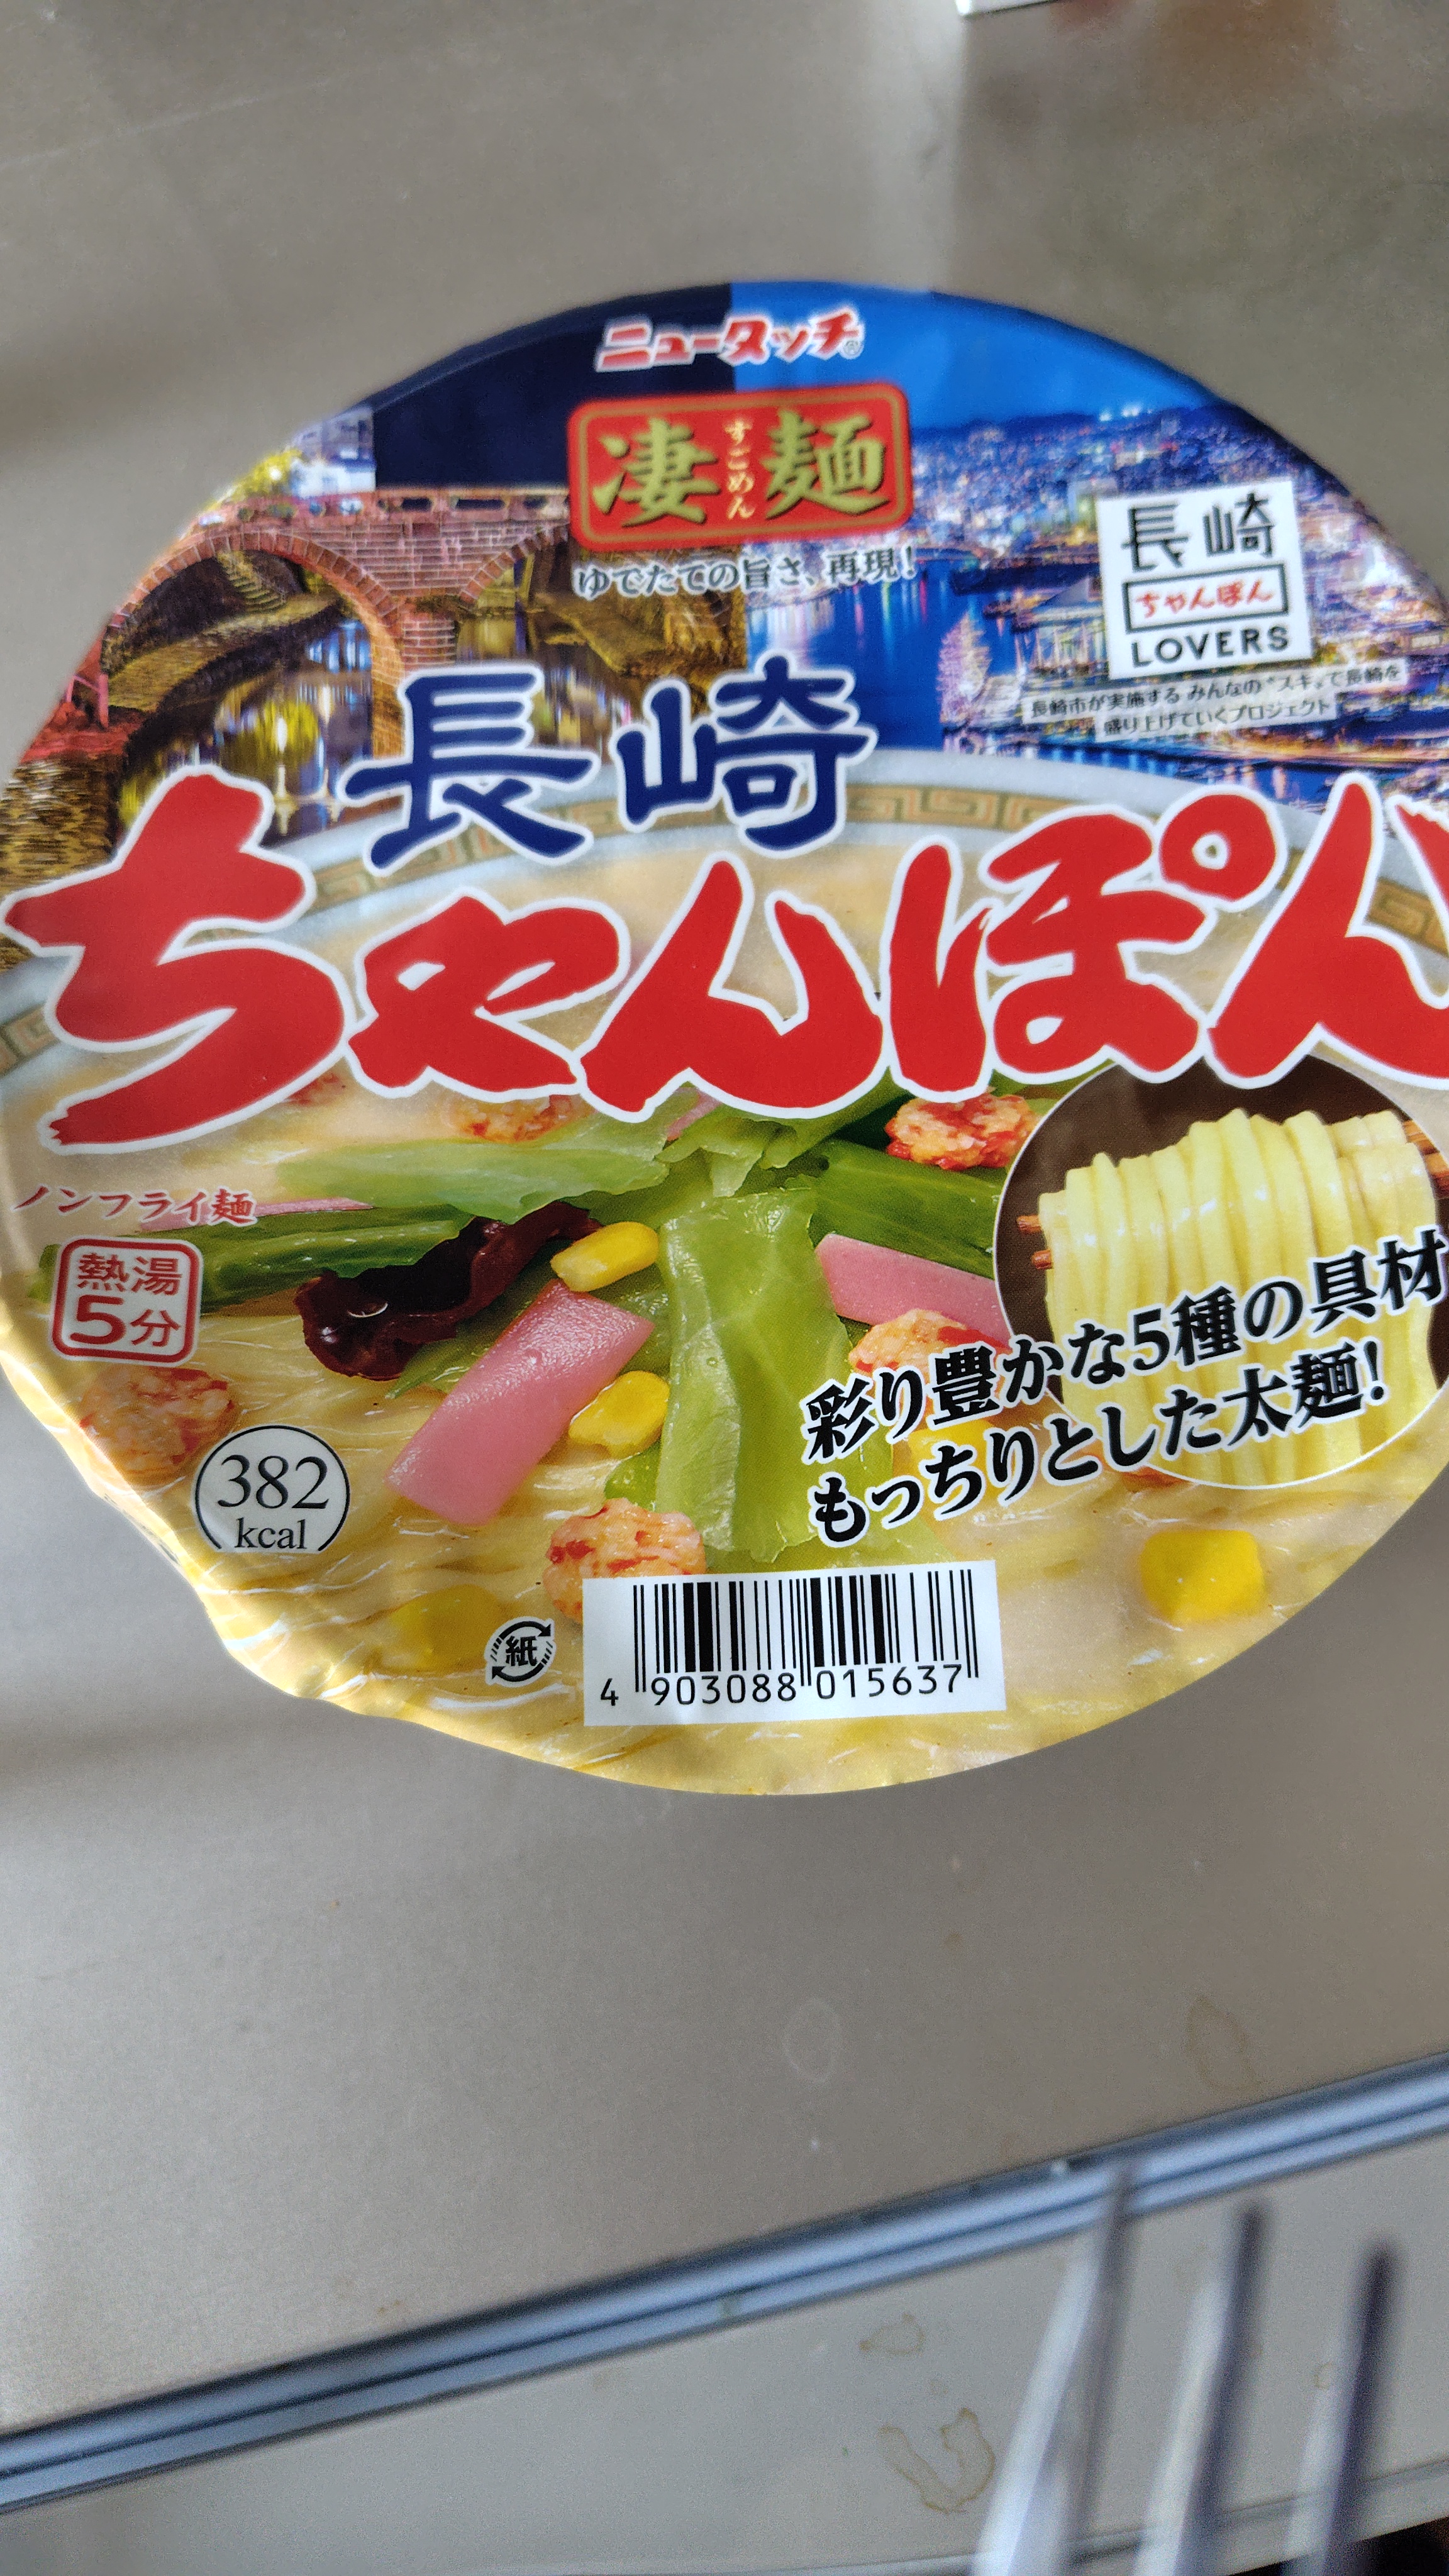 ニュータッチ®
凄麺
すごめん
ゆでたての旨さ、再現!
長崎
ちゃんぽん
LOVERS
長崎市が実施する みんなの“スキ”で長崎を
盛り上げていくプロジェクト
長崎
ちゃんぽん
ノンフライ麺
熱湯
5分
彩り豊かな5種の具材
もっちりとした太麺!
382
kcal
紙
4 903088 015637